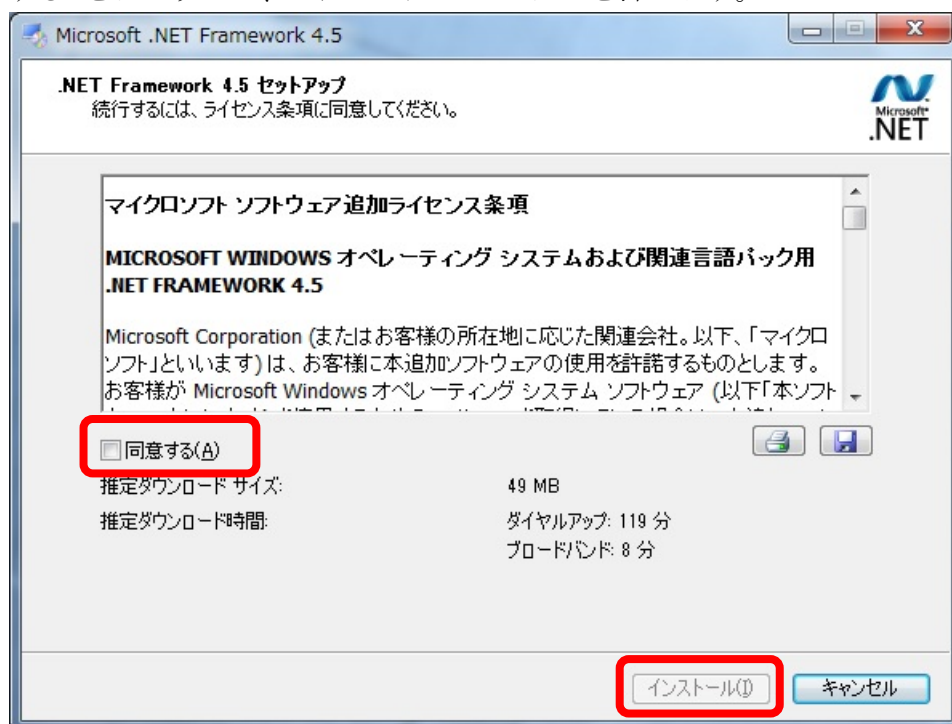 Microsoft .NET Framework 4.5
.NET Framework 4.5 セットアップ
続行するには、ライセンス条項に同意してください。
Microsoft
.NET
マイクロソフト ソフトウェア追加ライセンス条項
MICROSOFT WINDOWS オペレーティング システムおよび関連言語パック用
.NET FRAMEWORK 4.5
Microsoft Corporation (またはお客様の所在地に応じた関連会社。以下、「マイクロ
ソフト」といいます) は、お客様に本追加ソフトウェアの使用を許諾するものとします。
お客様が Microsoft Windows オペレーティング システム ソフトウェア (以下「本ソフト
同意する(A)
推定ダウンロード サイズ: 49 MB
推定ダウンロード時間: ダイヤルアップ: 119 分
ブロードバンド: 8 分
インストール(I) キャンセル